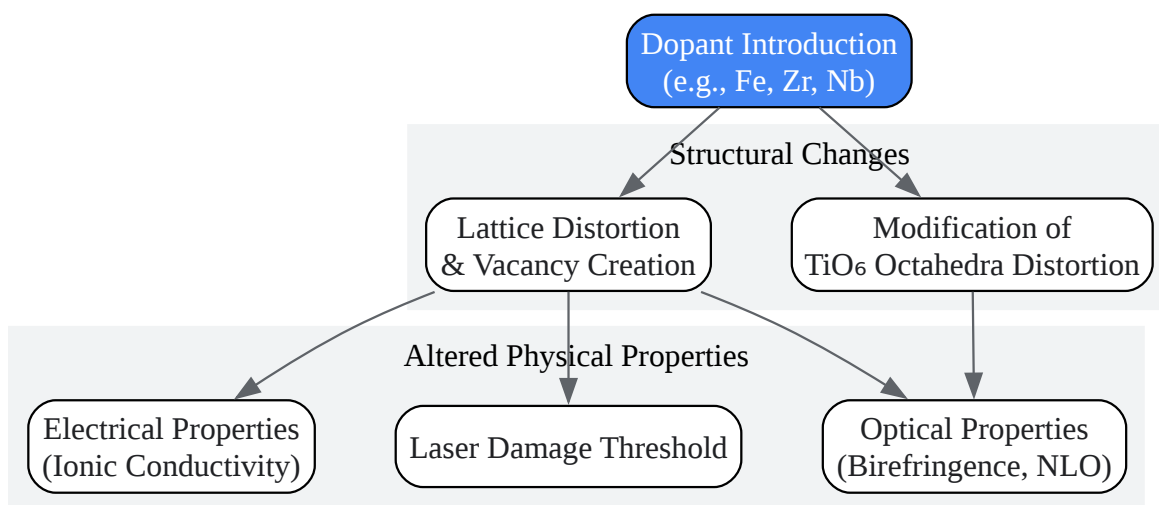 Dopant Introduction
(e.g., Fe, Zr, Nb)
Structural Changes
Lattice Distortion
& Vacancy Creation
Modification of
TiO₆ Octahedra Distortion
Altered Physical Properties
Electrical Properties
(Ionic Conductivity)
Laser Damage Threshold
Optical Properties
(Birefringence, NLO)